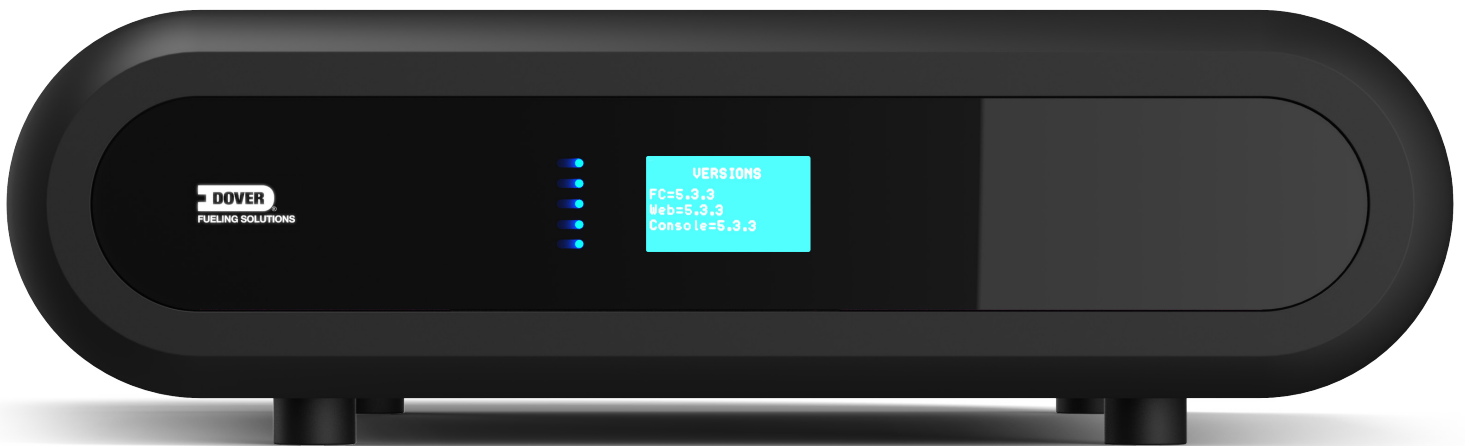 DOVER
FUELING SOLUTIONS
VERSIONS
FC=5.3.3
Web=5.3.3
Console=5.3.3